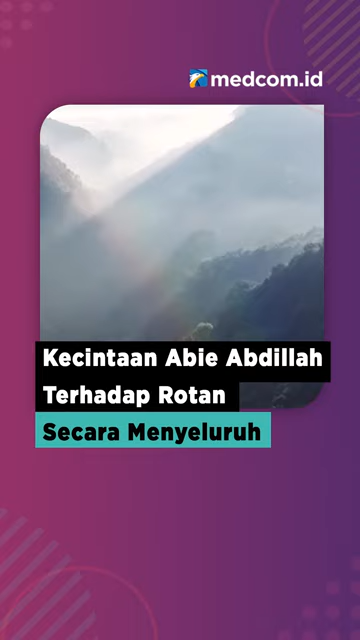 medcom.id
Kecintaan Abie Abdillah
Terhadap Rotan
Secara Menyeluruh